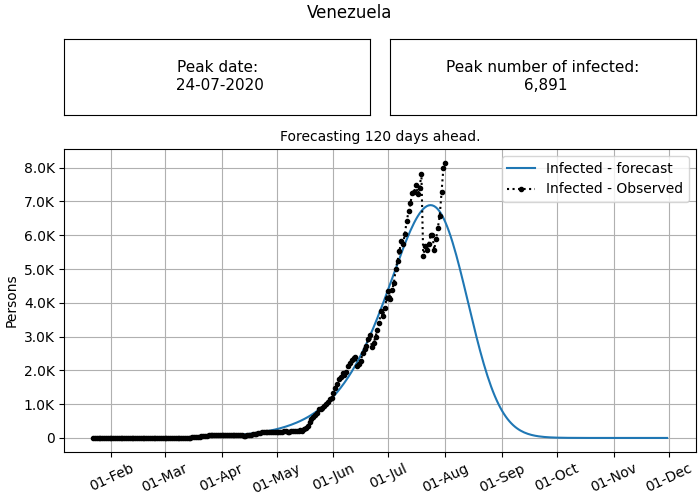 Venezuela
Peak date:
24-07-2020
Peak number of infected:
6,891
Forecasting 120 days ahead.
Infected - forecast
Infected - Observed
8.0K
7.0K
6.0K
5.0K
4.0K
3.0K
2.0K
1.0K
0
Persons
01-Feb
01-Mar
01-Apr
01-May
01-Jun
01-Jul
01-Aug
01-Sep
01-Oct
01-Nov
01-Dec